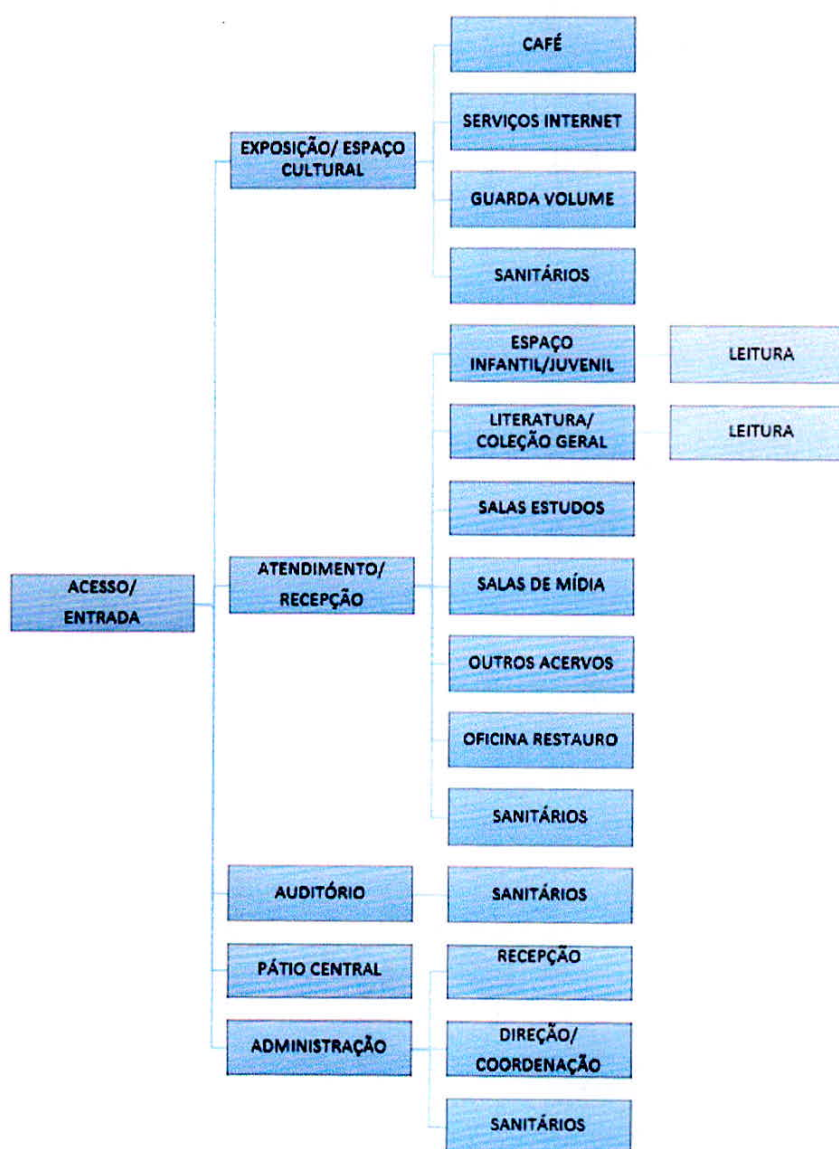 CAFÉ
SERVIÇOS INTERNET
EXPOSIÇÃO/ ESPAÇO
CULTURAL
GUARDA VOLUME
SANITÁRIOS
ESPAÇO
INFANTIL/JUVENIL
LEITURA
LITERATURA/
COLEÇÃO GERAL
LEITURA
SALAS ESTUDOS
ACESSO/
ENTRADA
ATENDIMENTO/
RECEPÇÃO
SALAS DE MÍDIA
OUTROS ACERVOS
OFICINA RESTAURO
SANITÁRIOS
AUDITÓRIO
SANITÁRIOS
PÁTIO CENTRAL
RECEPÇÃO
ADMINISTRAÇÃO
DIREÇÃO/
COORDENAÇÃO
SANITÁRIOS